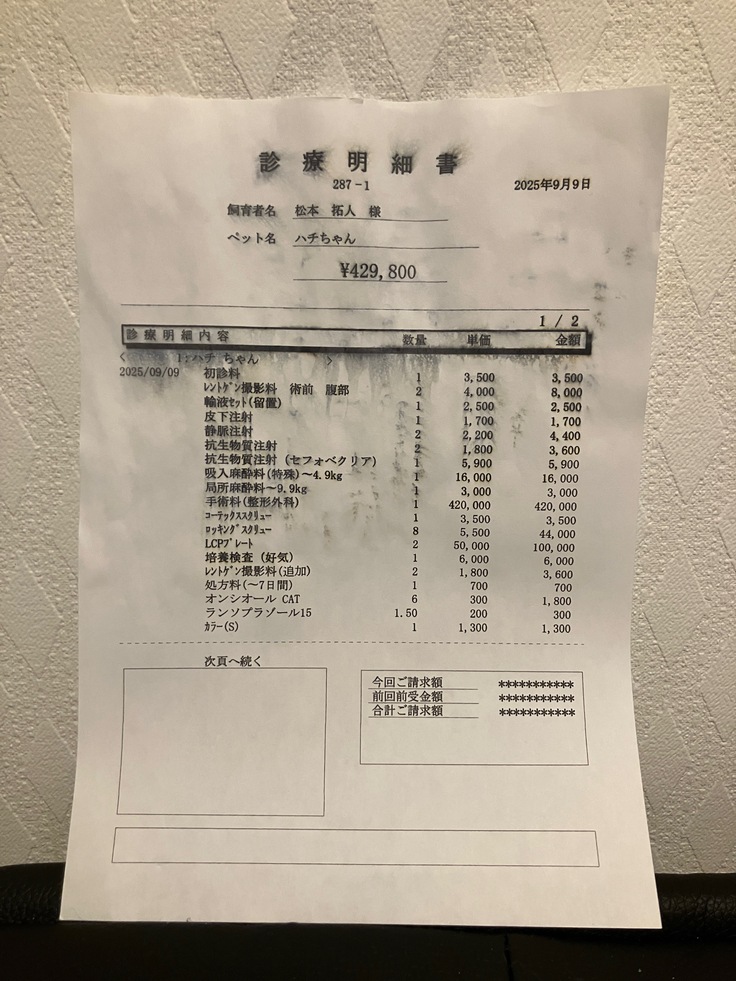 診療明細書
287-1
2025年9月9日
飼育者名 松本 拓人 様
ペット名 ハチちゃん
¥429,800
1 / 2
診療明細内容 数量 単価 金額
< 1:ハチ ちゃん >
2025/09/09 初診料 1 3,500 3,500
ﾚﾝﾄｹﾞﾝ撮影料 術前 腹部 2 4,000 8,000
輸液ｾｯﾄ(留置) 1 2,500 2,500
皮下注射 1 1,700 1,700
静脈注射 2 2,200 4,400
抗生物質注射 2 1,800 3,600
抗生物質注射 (セフォベクリア) 1 5,900 5,900
吸入麻酔料(特殊)～4.9kg 1 16,000 16,000
局所麻酔料～9.9kg 1 3,000 3,000
手術料(整形外科) 1 420,000 420,000
ｺｰﾃｯｸｽｽｸﾘｭｰ 1 3,500 3,500
ﾛｯｷﾝｸﾞｽｸﾘｭｰ 8 5,500 44,000
LCPﾌﾟﾚｰﾄ 2 50,000 100,000
培養検査 (好気) 1 6,000 6,000
ﾚﾝﾄｹﾞﾝ撮影料(追加) 2 1,800 3,600
処方料(～7日間) 1 700 700
オンシオール CAT 6 300 1,800
ランソプラゾール15 1.50 200 300
ｶﾗｰ(S) 1 1,300 1,300
次頁へ続く
今回ご請求額 ***********
前回前受金額 ***********
合計ご請求額 ***********